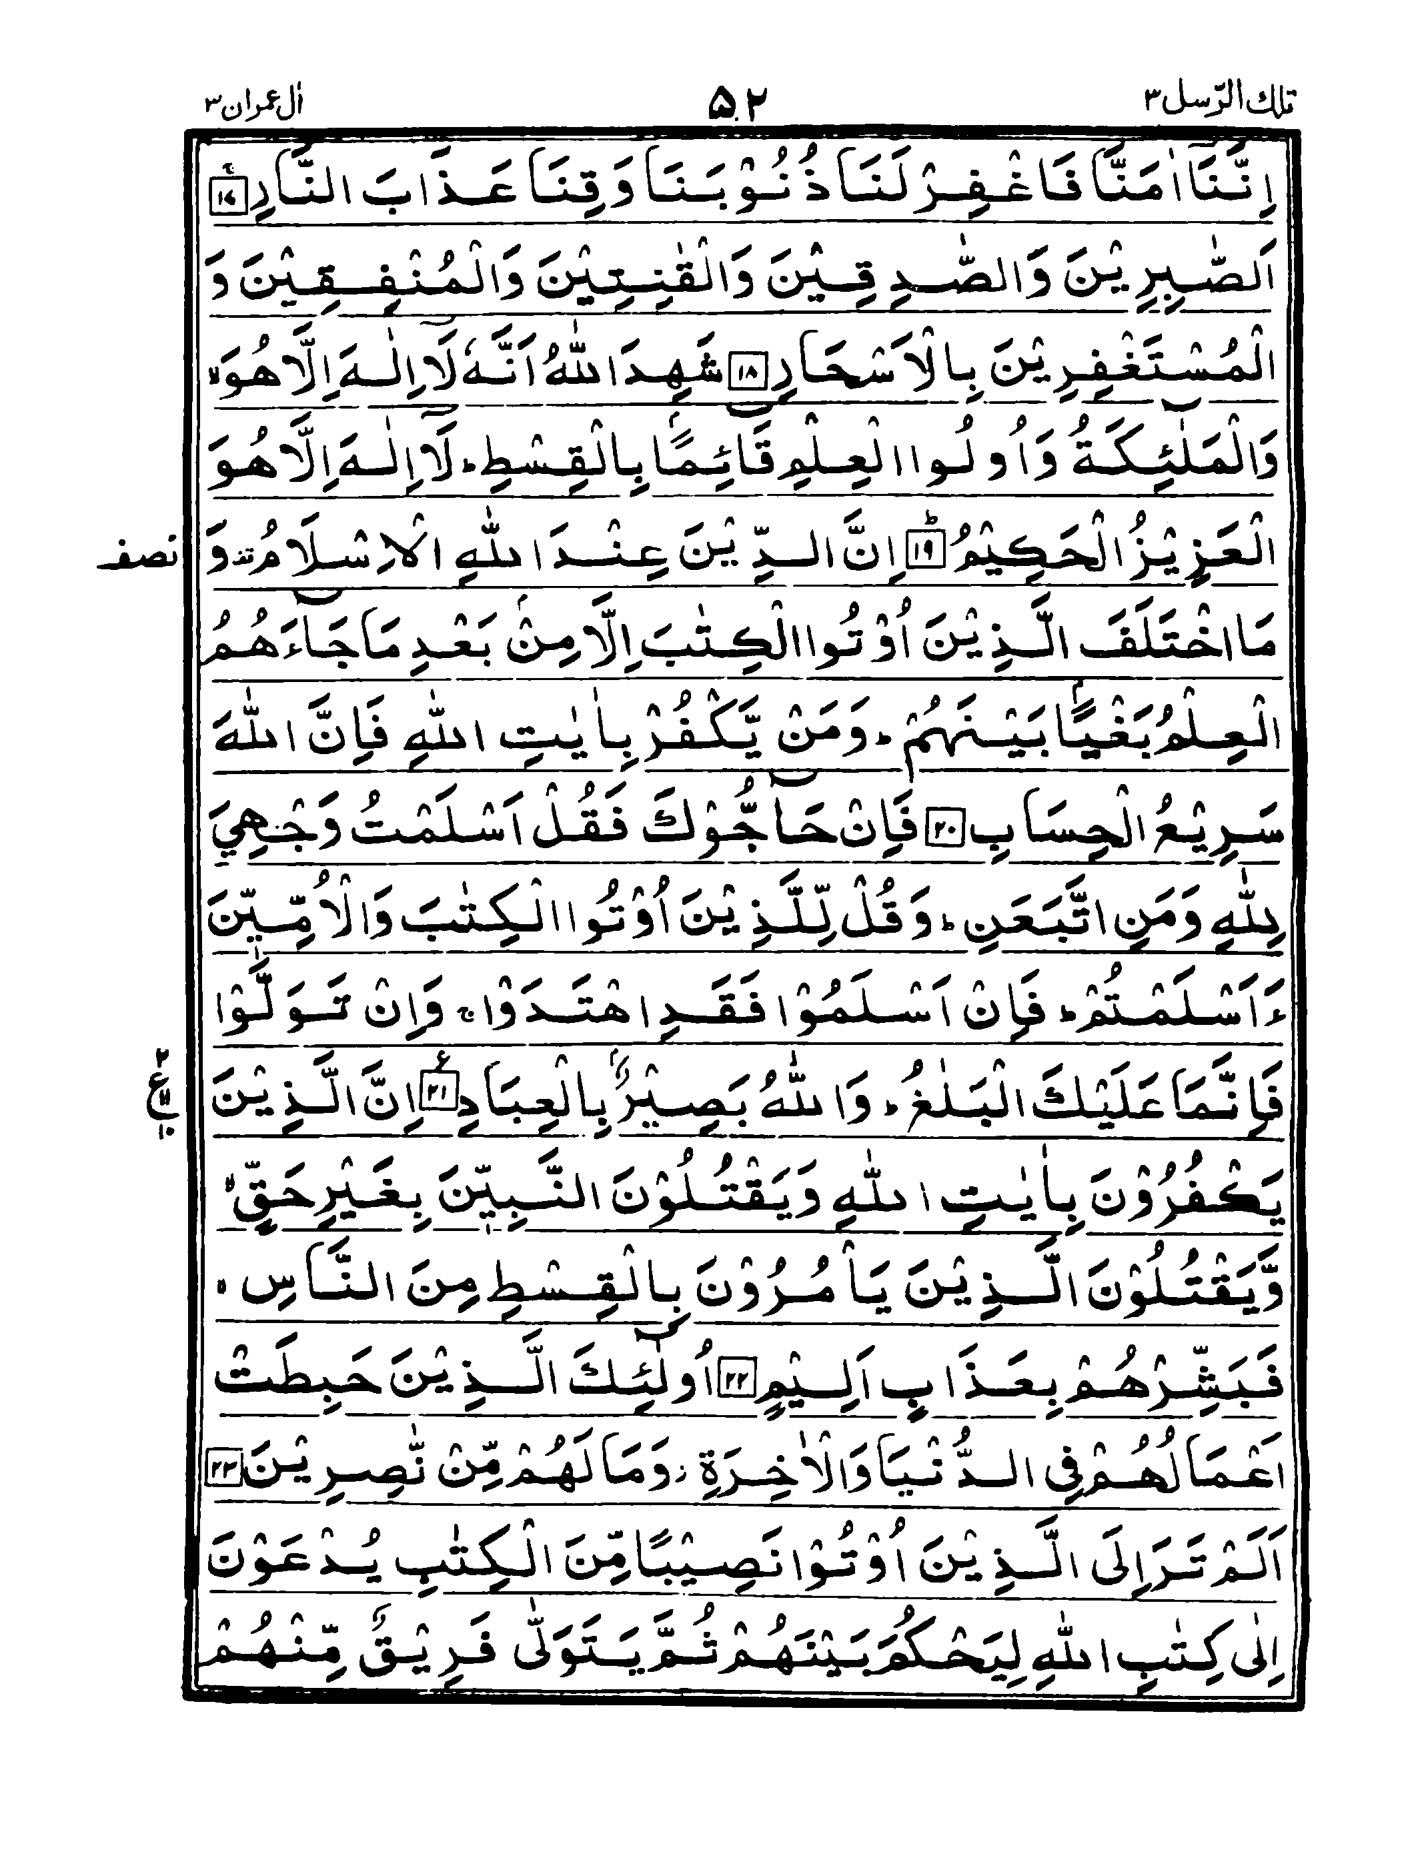 تلك الرّسل ٣ ۵۲ اٰل عمران ٣
اِنَّنَاۤ اٰمَنَّا فَاغْفِرْ لَنَا ذُنُوْبَنَا وَقِنَا عَذَابَ النَّارِ ۱۷
اَلصّٰبِرِيْنَ وَالصّٰدِقِيْنَ وَالْقٰنِتِيْنَ وَالْمُنْفِقِيْنَ وَ
الْمُسْتَغْفِرِيْنَ بِالْاَسْحَارِ ۱۸ شَهِدَ اللّٰهُ اَنَّهٗ لَاۤ اِلٰهَ اِلَّا هُوَ ۙ
وَالْمَلٰٓئِكَةُ وَاُولُوا الْعِلْمِ قَآئِمًاۢ بِالْقِسْطِ ؕ لَاۤ اِلٰهَ اِلَّا هُوَ
الْعَزِيْزُ الْحَكِيْمُ ؕ ۱۹ اِنَّ الدِّيْنَ عِنْدَ اللّٰهِ الْاِسْلَامُ ۟ وَ نصف
مَا اخْتَلَفَ الَّذِيْنَ اُوْتُوا الْكِتٰبَ اِلَّا مِنْۢ بَعْدِ مَا جَآءَهُمُ
الْعِلْمُ بَغْيًاۢ بَيْنَهُمْ ؕ وَمَنْ يَّكْفُرْ بِاٰيٰتِ اللّٰهِ فَاِنَّ اللّٰهَ
سَرِيْعُ الْحِسَابِ ۲۰ فَاِنْ حَآجُّوْكَ فَقُلْ اَسْلَمْتُ وَجْهِيَ
لِلّٰهِ وَمَنِ اتَّبَعَنِ ؕ وَقُلْ لِّلَّذِيْنَ اُوْتُوا الْكِتٰبَ وَالْاُمِّيّٖنَ
ءَاَسْلَمْتُمْ ؕ فَاِنْ اَسْلَمُوْا فَقَدِ اهْتَدَوْا ۚ وَاِنْ تَوَلَّوْا
فَاِنَّمَا عَلَيْكَ الْبَلٰغُ ؕ وَاللّٰهُ بَصِيْرٌۢ بِالْعِبَادِ ۲۱ اِنَّ الَّذِيْنَ ۲ ع ۱۱ ۱۰
يَكْفُرُوْنَ بِاٰيٰتِ اللّٰهِ وَيَقْتُلُوْنَ النَّبِيّٖنَ بِغَيْرِ حَقٍّ ۙ
وَّيَقْتُلُوْنَ الَّذِيْنَ يَاْمُرُوْنَ بِالْقِسْطِ مِنَ النَّاسِ ۙ
فَبَشِّرْهُمْ بِعَذَابٍ اَلِيْمٍ ۲۲ اُولٰٓئِكَ الَّذِيْنَ حَبِطَتْ
اَعْمَالُهُمْ فِى الدُّنْيَا وَالْاٰخِرَةِ ۫ وَمَا لَهُمْ مِّنْ نّٰصِرِيْنَ ۲۳
اَلَمْ تَرَ اِلَى الَّذِيْنَ اُوْتُوْا نَصِيْبًا مِّنَ الْكِتٰبِ يُدْعَوْنَ
اِلٰى كِتٰبِ اللّٰهِ لِيَحْكُمَ بَيْنَهُمْ ثُمَّ يَتَوَلّٰى فَرِيْقٌ مِّنْهُمْ